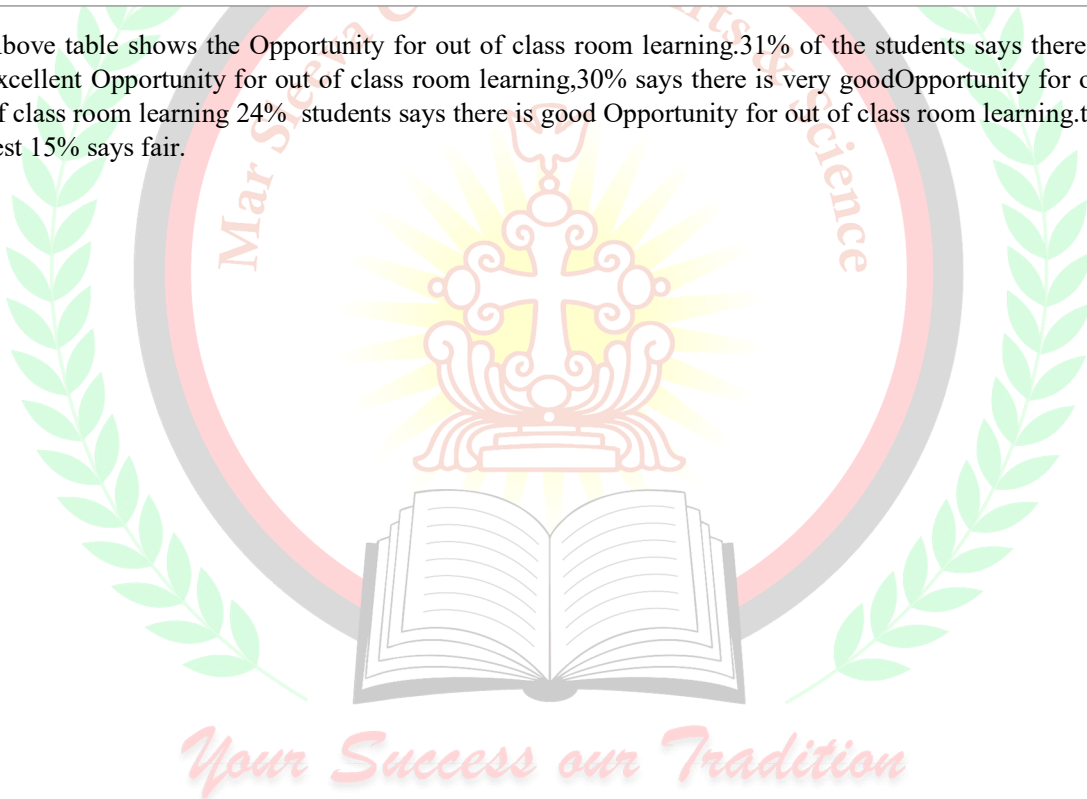 bove table shows the Opportunity for out of class room learning.31% of the students says there
xcellent Opportunity for out of class room learning,30% says there is very goodOpportunity for o
f class room learning 24% students says there is good Opportunity for out of class room learning.t
est 15% says fair.
Mar Sleeva C
ts & Science
Your Success our Tradition